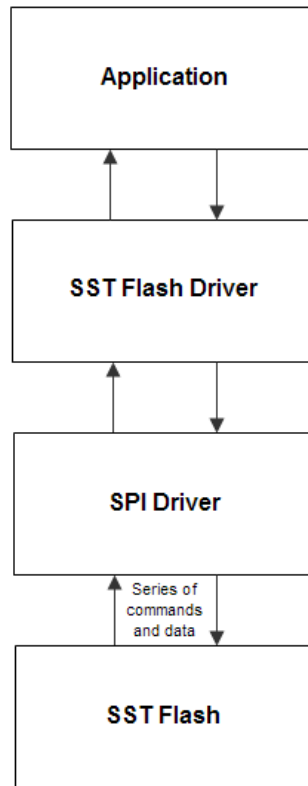 Application
SST Flash Driver
SPI Driver
Series of
commands
and data
SST Flash